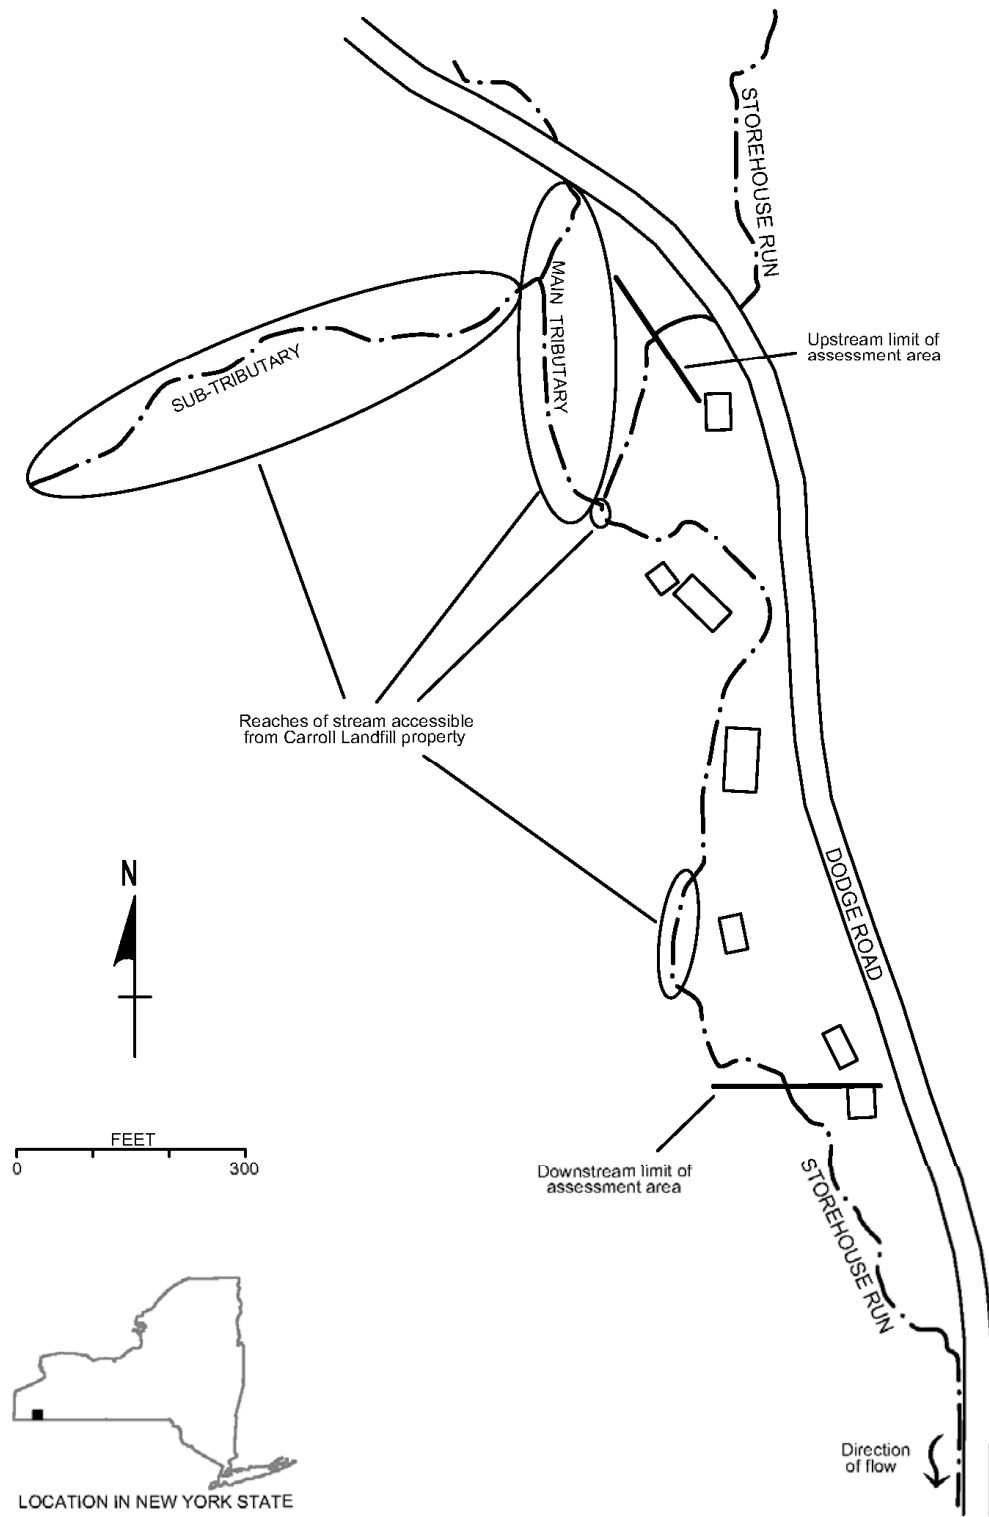 STOREHOUSE RUN
MAIN TRIBUTARY
Upstream limit of
assessment area
SUB-TRIBUTARY
Reaches of stream accessible
from Carroll Landfill property
N
DODGE ROAD
FEET
0 300
Downstream limit of
assessment area
STOREHOUSE RUN
Direction
of flow
LOCATION IN NEW YORK STATE